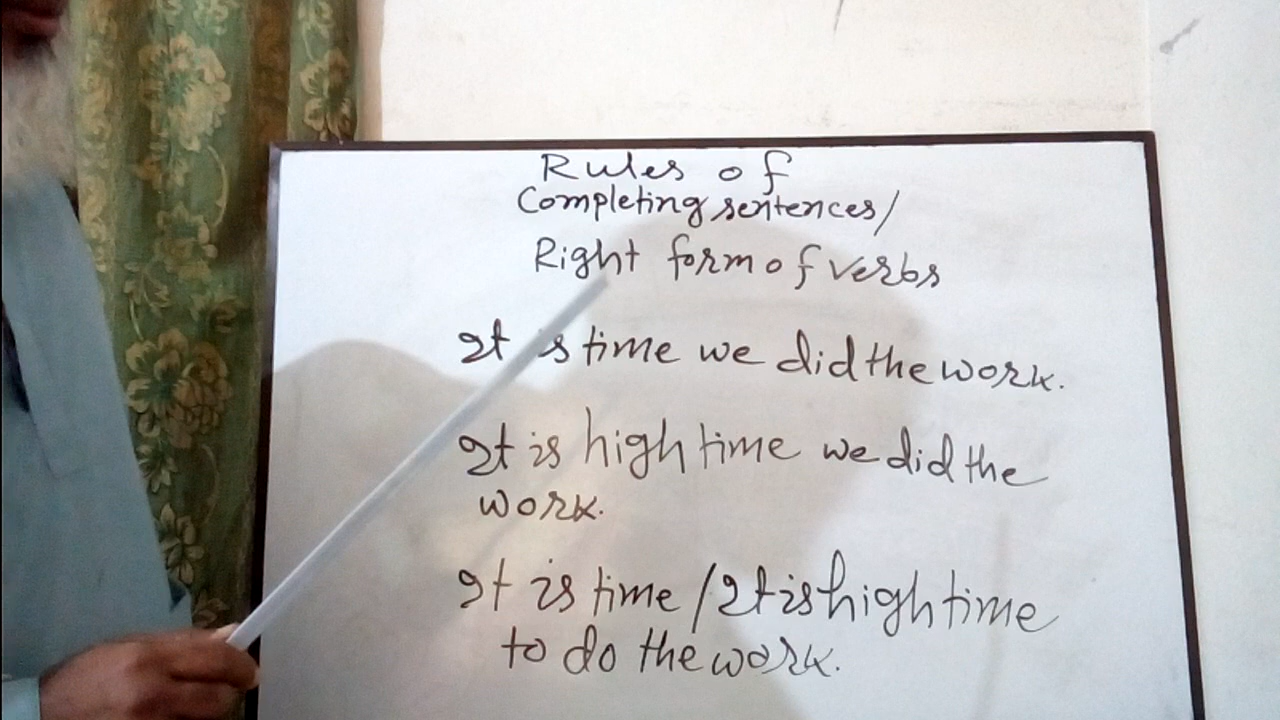 Rules of
Completing sentences/
Right form of verbs
It is time we did the work.
It is high time we did the
work.
It is time / It is high time
to do the work.